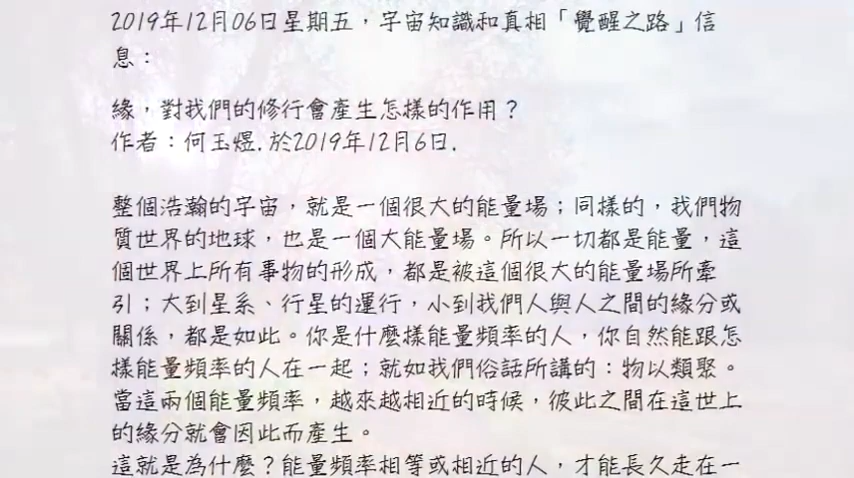 2019年12月06日星期五，宇宙知識和真相「覺醒之路」信
息：
緣，對我們的修行會產生怎樣的作用？
作者：何玉煜. 於2019年12月6日.
整個浩瀚的宇宙，就是一個很大的能量場；同樣的，我們物
質世界的地球，也是一個大能量場。所以一切都是能量，這
個世界上所有事物的形成，都是被這個很大的能量場所牽
引；大到星系、行星的運行，小到我們人與人之間的緣分或
關係，都是如此。你是什麼樣能量頻率的人，你自然能跟怎
樣能量頻率的人在一起；就如我們俗話所講的：物以類聚。
當這兩個能量頻率，越來越相近的時候，彼此之間在這世上
的緣分就會因此而產生。
這就是為什麼？能量頻率相等或相近的人，才能長久走在一